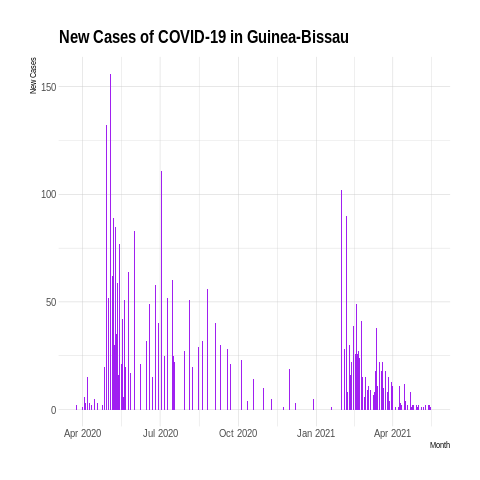 New Cases of COVID-19 in Guinea-Bissau
New Cases
150
100
50
0
Apr 2020 Jul 2020 Oct 2020 Jan 2021 Apr 2021
Month